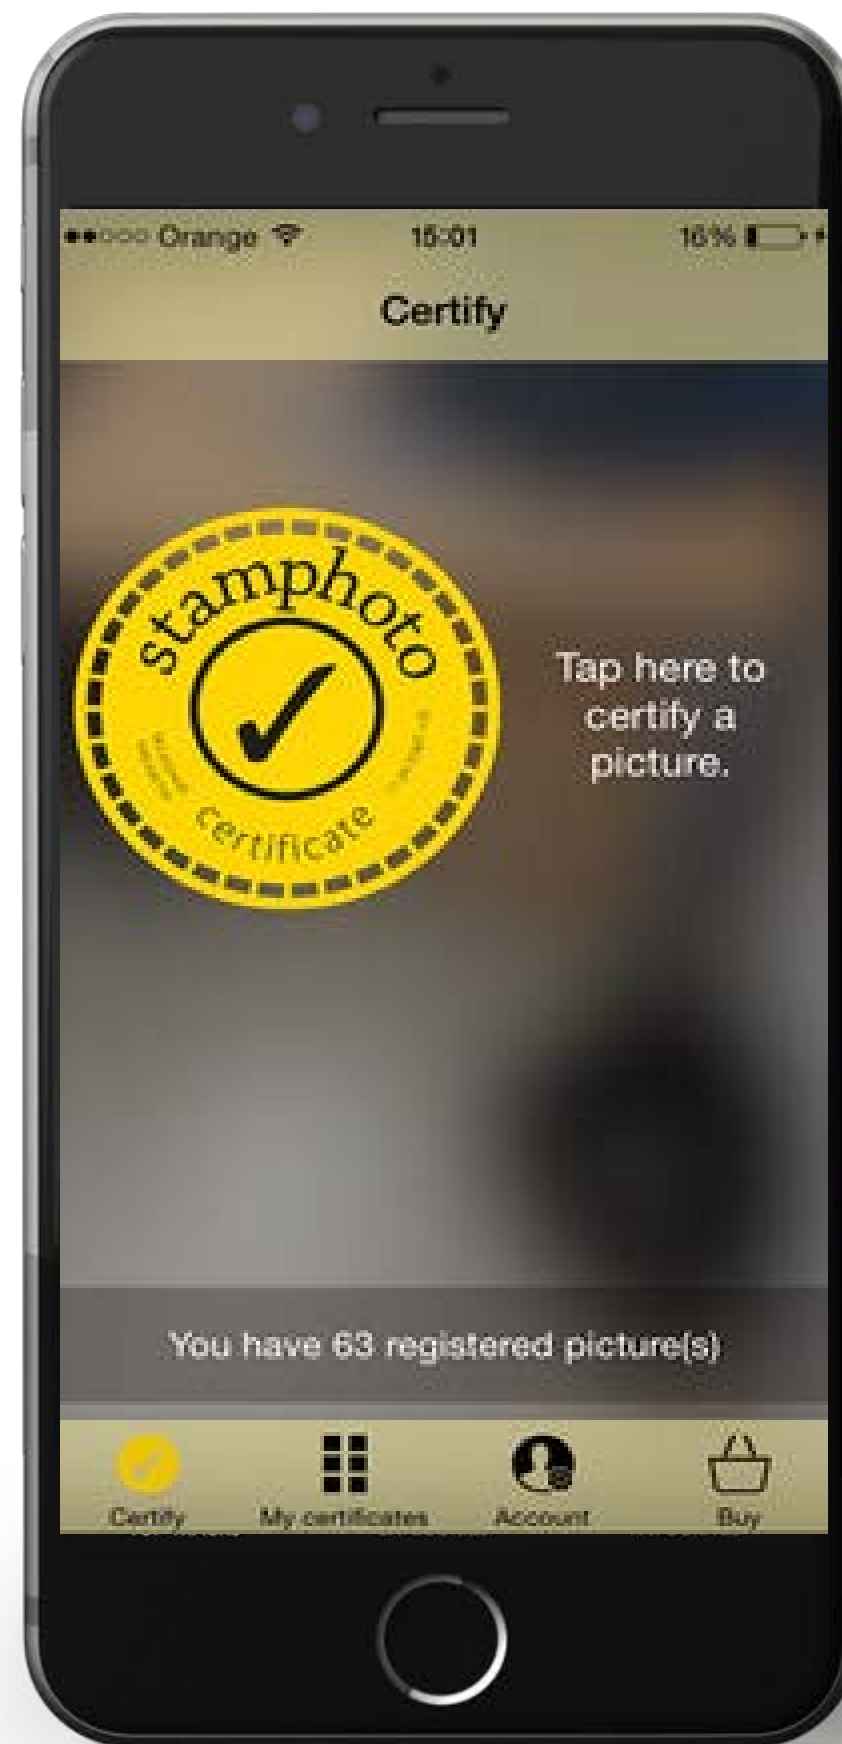 Orange 15:01 16%
Certify
stamphoto
certificate
Tap here to
certify a
picture.
You have 63 registered picture(s)
Certify My certificates Account Buy